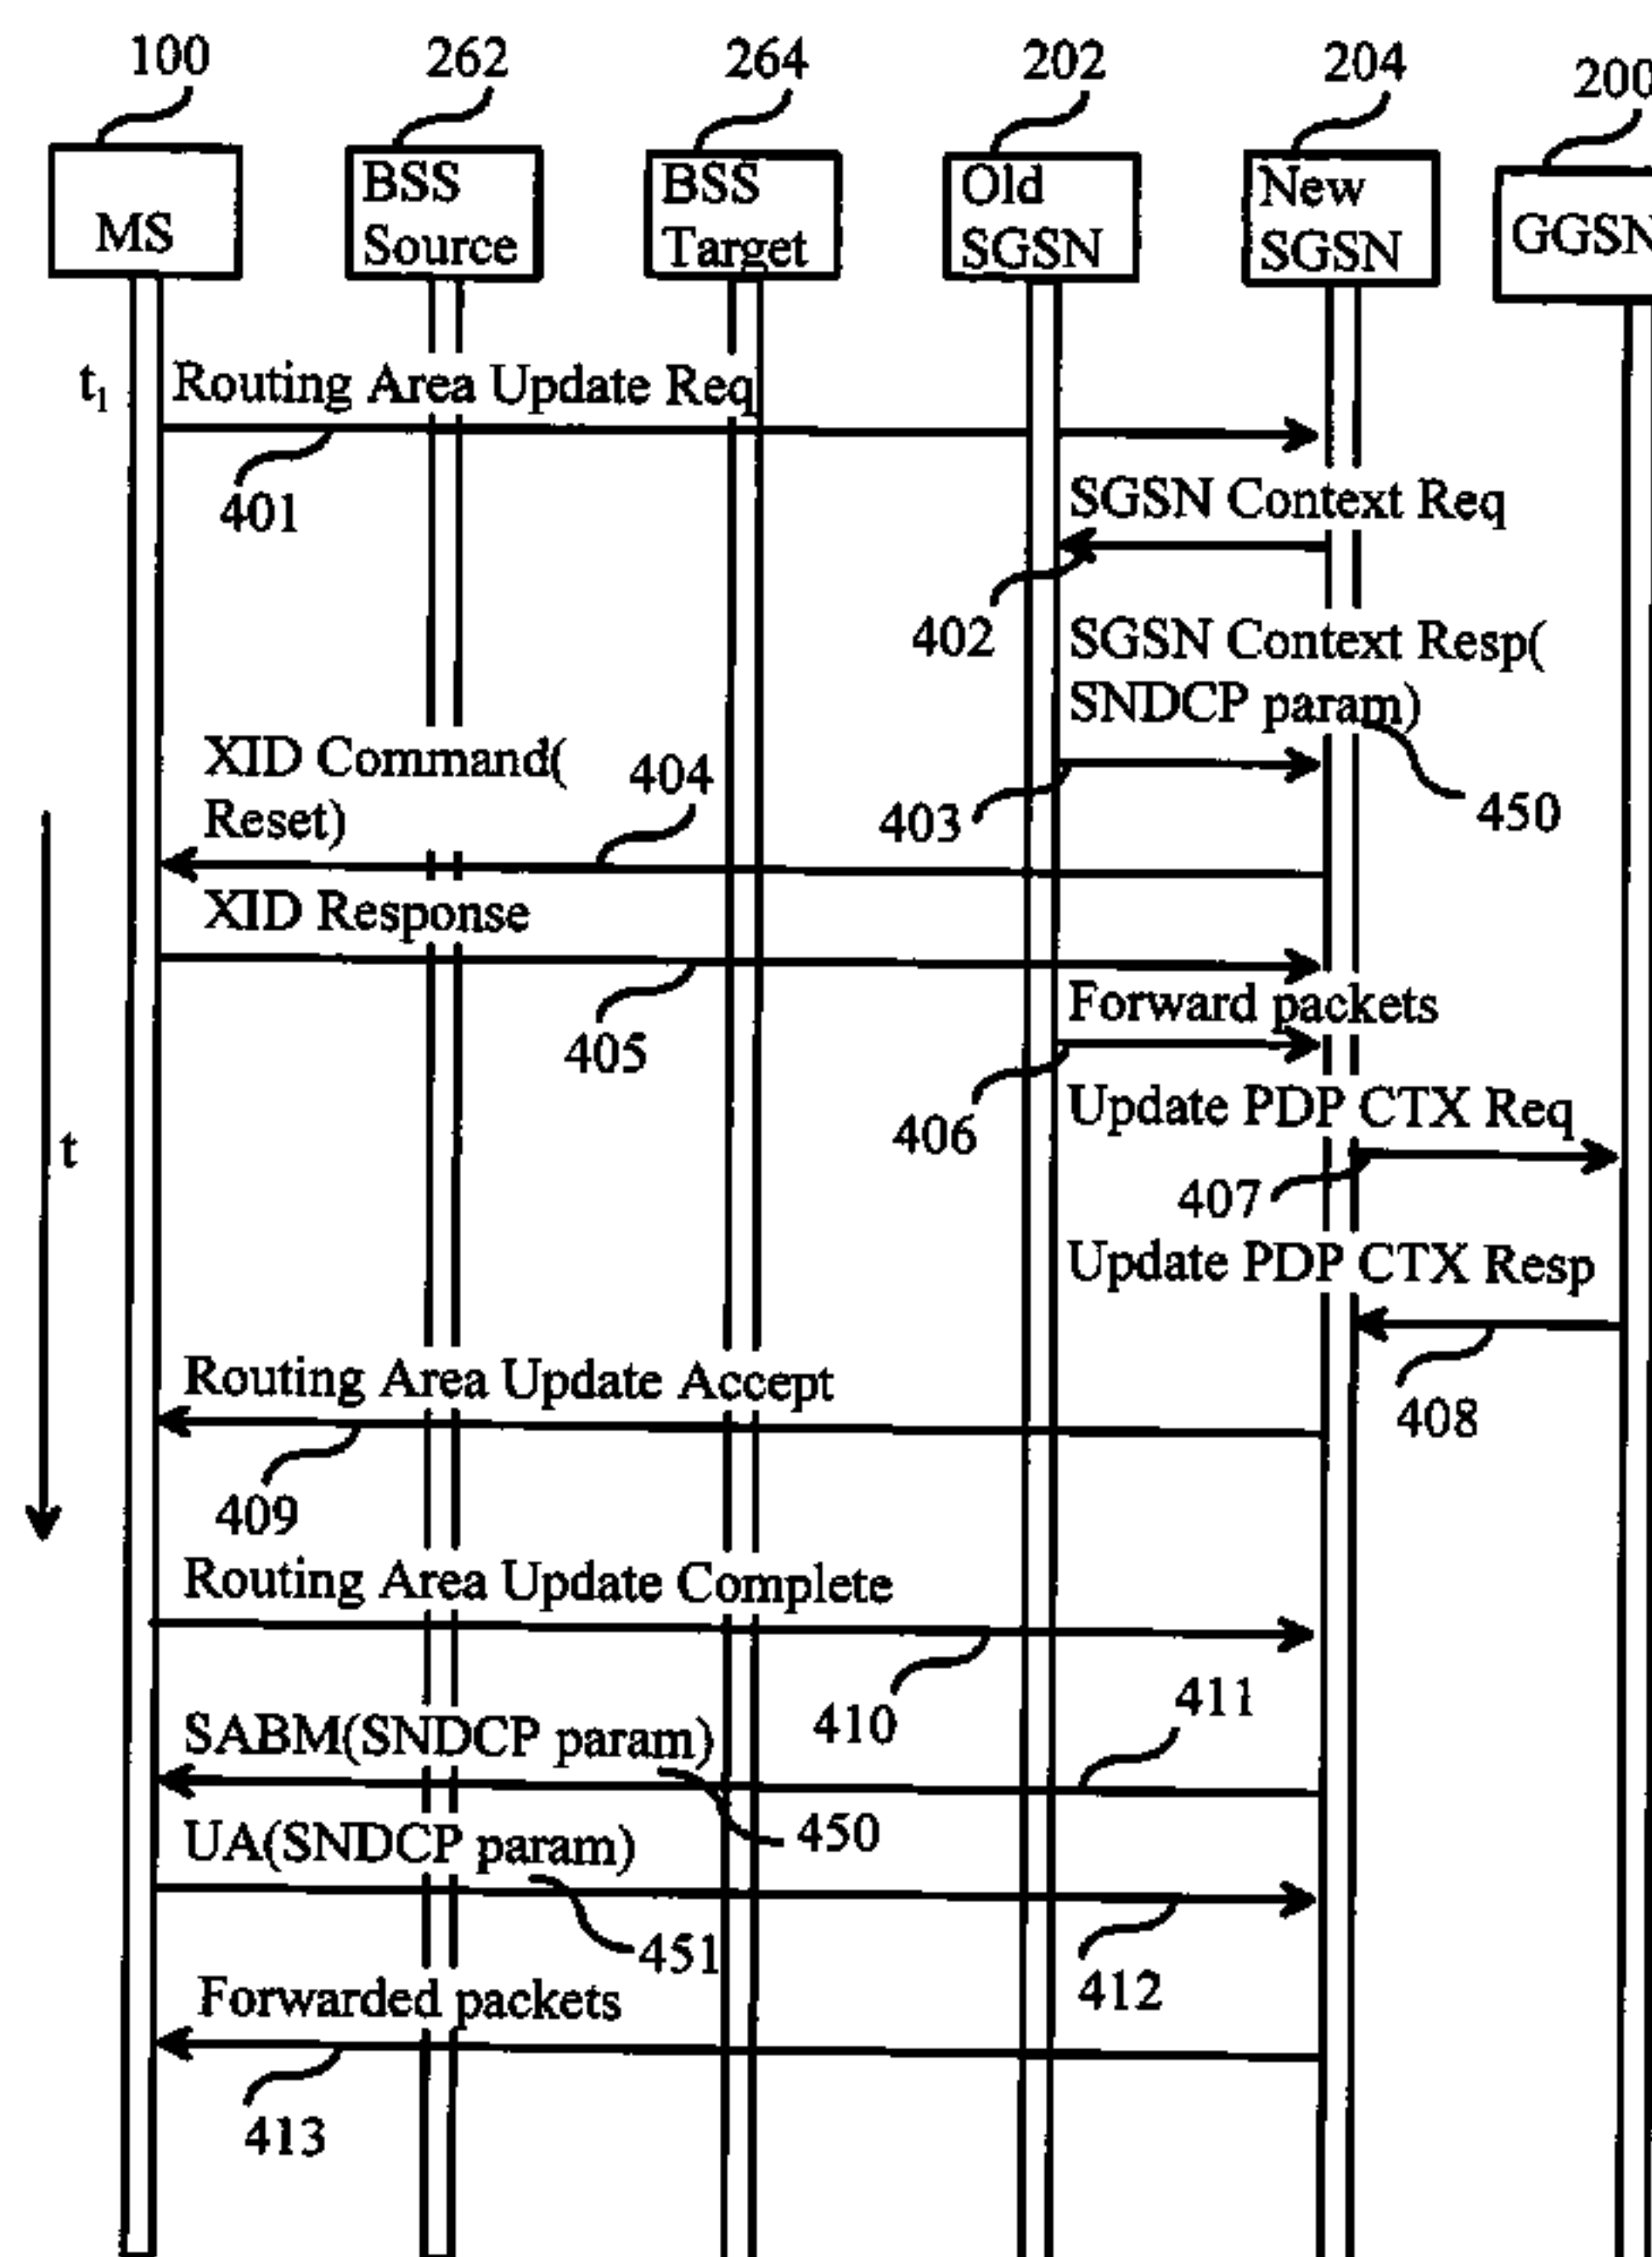 100
262
264
202
204
200
MS
BSS
Source
BSS
Target
Old
SGSN
New
SGSN
GGSN
t1
Routing Area Update Req
401
SGSN Context Req
402
SGSN Context Resp(
SNDCP param)
450
403
XID Command(
Reset)
404
XID Response
405
Forward packets
406
Update PDP CTX Req
407
t
Update PDP CTX Resp
408
Routing Area Update Accept
409
Routing Area Update Complete
410
411
SABM(SNDCP param)
450
UA(SNDCP param)
451
412
Forwarded packets
413